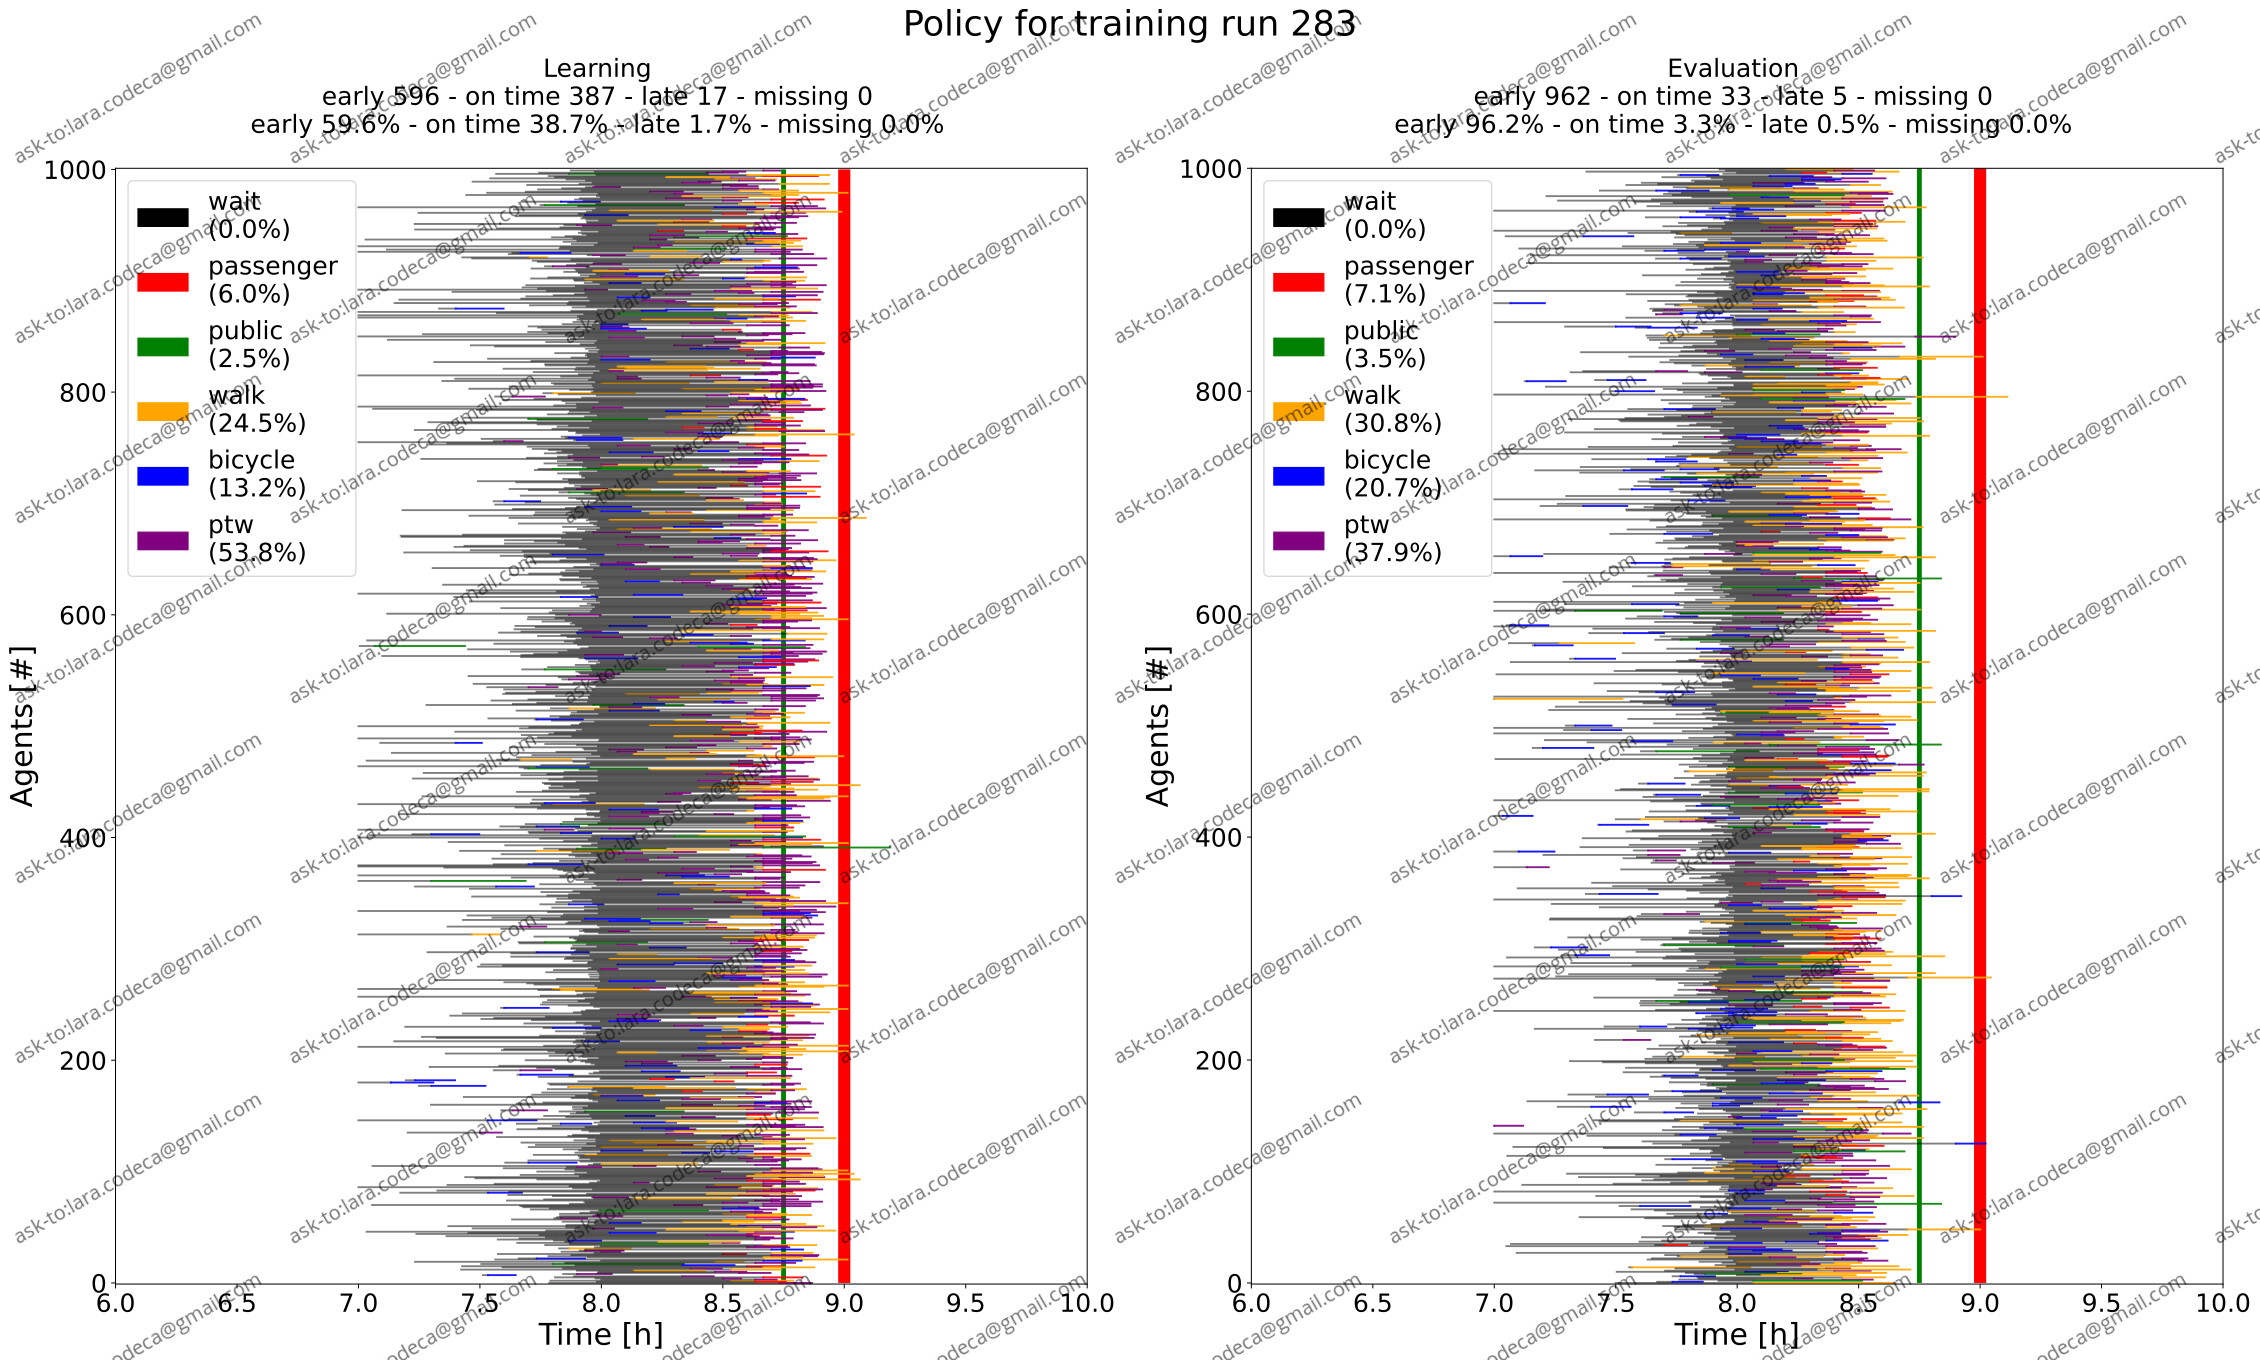 Policy for training run 283
Learning
early 596 - on time 387 - late 17 - missing 0
early 59.6% - on time 38.7% - late 1.7% - missing 0.0%
wait
(0.0%)
passenger
(6.0%)
public
(2.5%)
walk
(24.5%)
bicycle
(13.2%)
ptw
(53.8%)
Agents [#]
1000
800
600
400
200
0
6.0 6.5 7.0 7.5 8.0 8.5 9.0 9.5 10.0
Time [h]
Evaluation
early 962 - on time 33 - late 5 - missing 0
early 96.2% - on time 3.3% - late 0.5% - missing 0.0%
wait
(0.0%)
passenger
(7.1%)
public
(3.5%)
walk
(30.8%)
bicycle
(20.7%)
ptw
(37.9%)
Agents [#]
1000
800
600
400
200
0
6.0 6.5 7.0 7.5 8.0 8.5 9.0 9.5 10.0
Time [h]
ask-to:lara.codeca@gmail.com